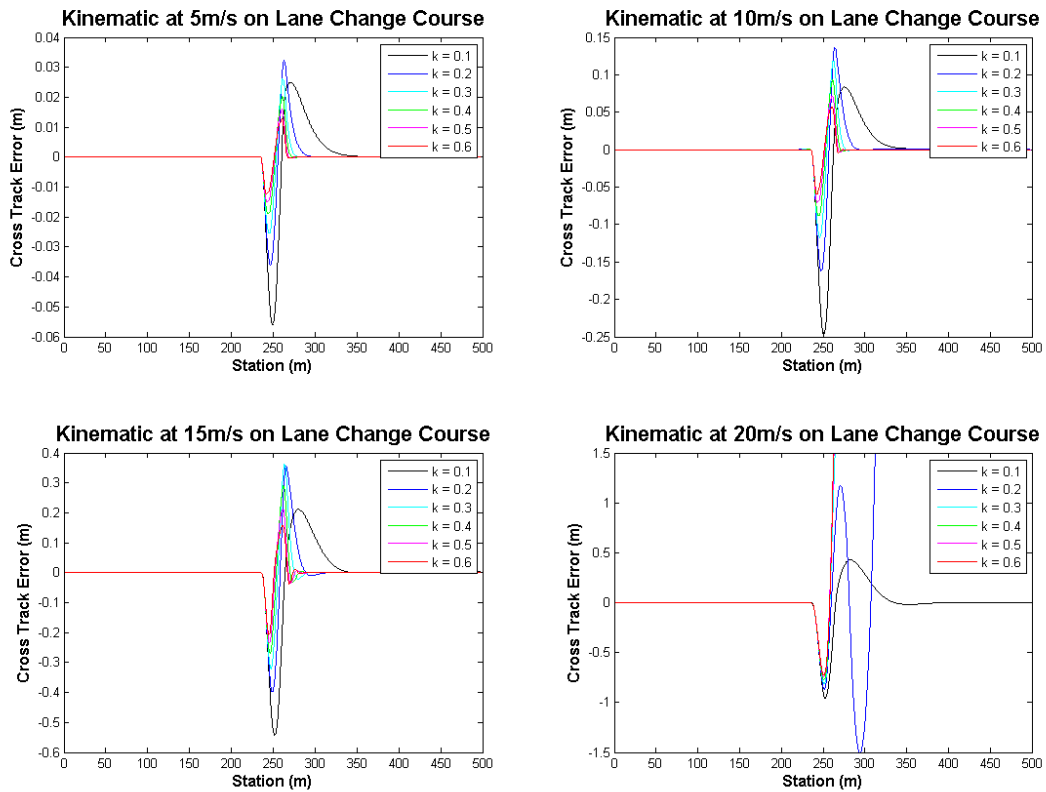 Kinematic at 5m/s on Lane Change Course
Cross Track Error (m)
0.04
0.03
0.02
0.01
0
-0.01
-0.02
-0.03
-0.04
-0.05
-0.06
k = 0.1
k = 0.2
k = 0.3
k = 0.4
k = 0.5
k = 0.6
0 50 100 150 200 250 300 350 400 450 500
Station (m)
Kinematic at 10m/s on Lane Change Course
Cross Track Error (m)
0.15
0.1
0.05
0
-0.05
-0.1
-0.15
-0.2
-0.25
k = 0.1
k = 0.2
k = 0.3
k = 0.4
k = 0.5
k = 0.6
0 50 100 150 200 250 300 350 400 450 500
Station (m)
Kinematic at 15m/s on Lane Change Course
Cross Track Error (m)
0.4
0.3
0.2
0.1
0
-0.1
-0.2
-0.3
-0.4
-0.5
-0.6
k = 0.1
k = 0.2
k = 0.3
k = 0.4
k = 0.5
k = 0.6
0 50 100 150 200 250 300 350 400 450 500
Station (m)
Kinematic at 20m/s on Lane Change Course
Cross Track Error (m)
1.5
1
0.5
0
-0.5
-1
-1.5
k = 0.1
k = 0.2
k = 0.3
k = 0.4
k = 0.5
k = 0.6
0 50 100 150 200 250 300 350 400 450 500
Station (m)